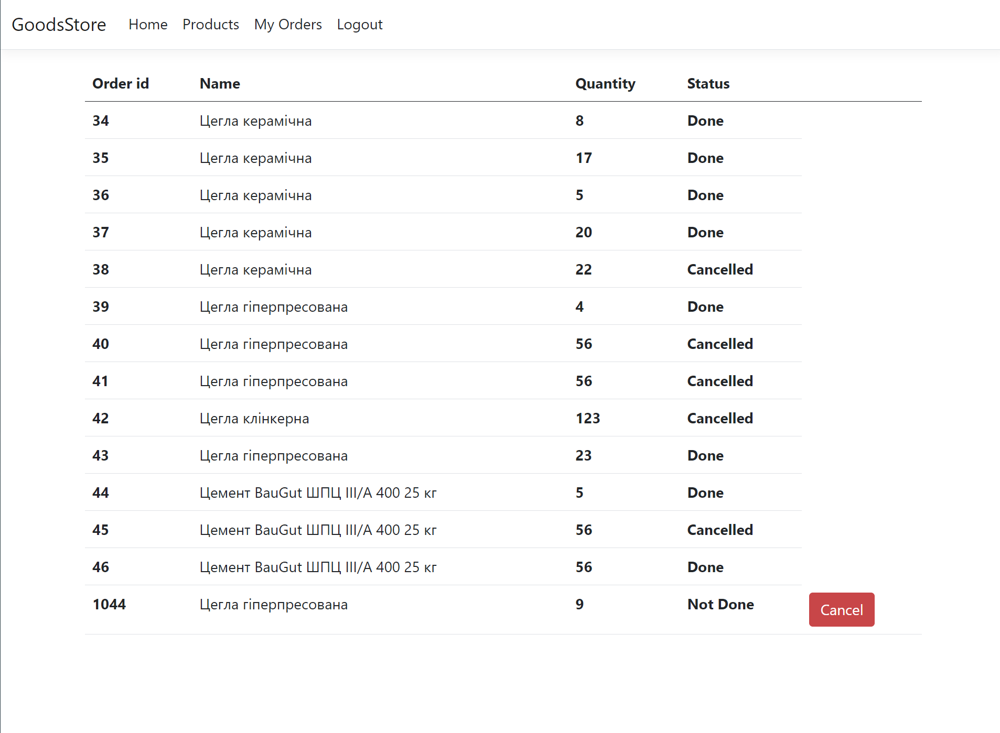 GoodsStore Home Products My Orders Logout
Order id Name Quantity Status
34 Цегла керамічна 8 Done
35 Цегла керамічна 17 Done
36 Цегла керамічна 5 Done
37 Цегла керамічна 20 Done
38 Цегла керамічна 22 Cancelled
39 Цегла гіперпресована 4 Done
40 Цегла гіперпресована 56 Cancelled
41 Цегла гіперпресована 56 Cancelled
42 Цегла клінкерна 123 Cancelled
43 Цегла гіперпресована 23 Done
44 Цемент BauGut ШПЦ III/A 400 25 кг 5 Done
45 Цемент BauGut ШПЦ III/A 400 25 кг 56 Cancelled
46 Цемент BauGut ШПЦ III/A 400 25 кг 56 Done
1044 Цегла гіперпресована 9 Not Done Cancel